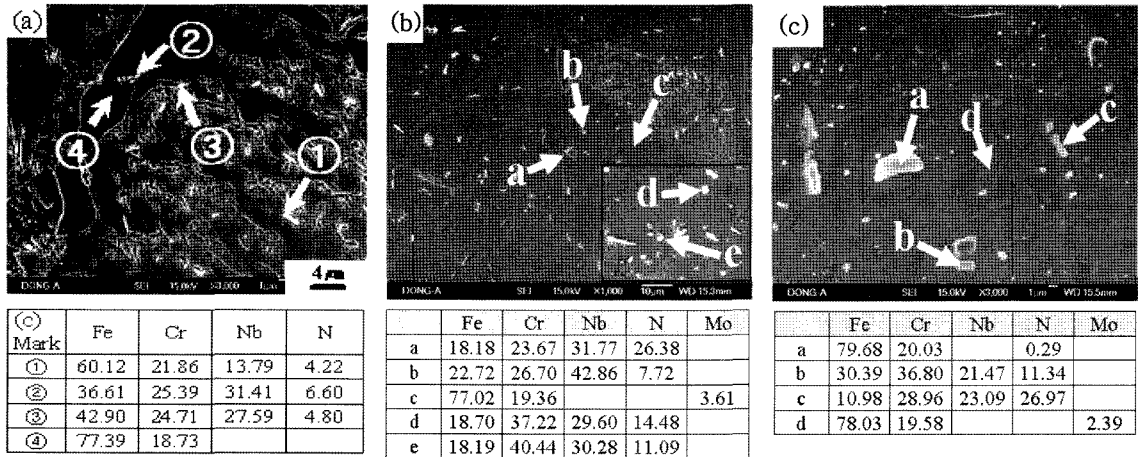 (a)
②
④
③
①
4㎛
DONG-A SEI 15.0kV ×3,000 1㎛
(b)
b
c
a
d
e
DONG-A SEI 15.0kV ×1,000 10㎛ WD 15.3mm
(c)
a
d
c
b
DONG-A SEI 15.0kV ×3,000 1㎛ WD 15.5mm
(c)
Mark Fe Cr Nb N
① 60.12 21.86 13.79 4.22
② 36.61 25.39 31.41 6.60
③ 42.90 24.71 27.59 4.80
④ 77.39 18.73
Fe Cr Nb N Mo
a 18.18 23.67 31.77 26.38
b 22.72 26.70 42.86 7.72
c 77.02 19.36 3.61
d 18.70 37.22 29.60 14.48
e 18.19 40.44 30.28 11.09
Fe Cr Nb N Mo
a 79.68 20.03 0.29
b 30.39 36.80 21.47 11.34
c 10.98 28.96 23.09 26.97
d 78.03 19.58 2.39